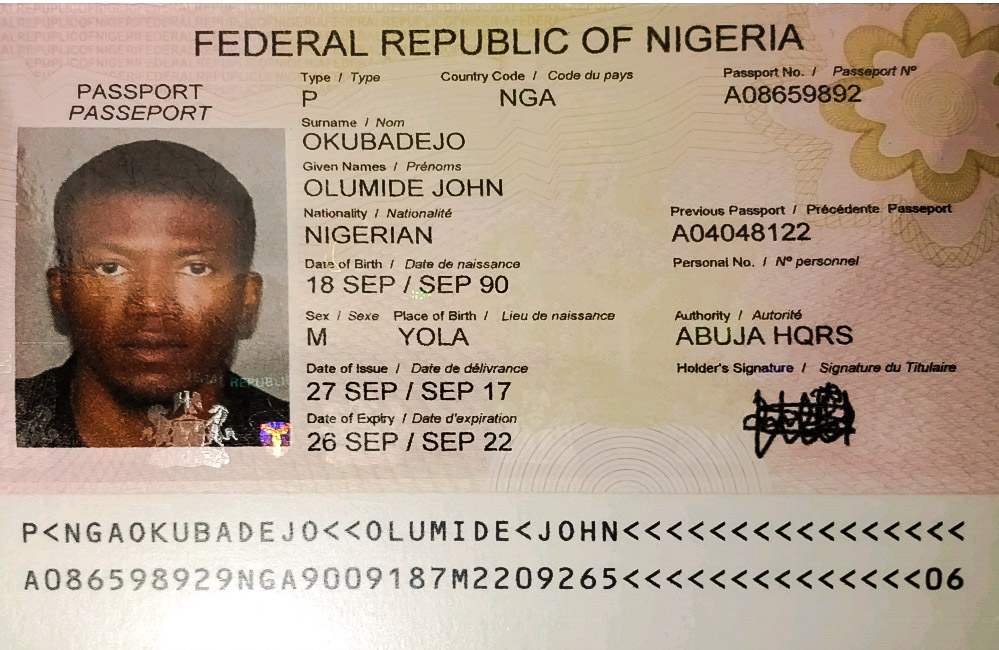 FEDERAL REPUBLIC OF NIGERIA
PASSPORT
PASSEPORT
Type / Type Country Code / Code du pays Passport No. / Passeport Nº
P NGA A08659892
Surname / Nom
OKUBADEJO
Given Names / Prénoms
OLUMIDE JOHN
Nationality / Nationalité Previous Passport / Précédente Passeport
NIGERIAN A04048122
Date of Birth / Date de naissance Personal No. / Nº personnel
18 SEP / SEP 90
Sex / Sexe Place of Birth / Lieu de naissance Authority / Autorité
M YOLA ABUJA HQRS
Date of Issue / Date de délivrance Holder's Signature / Signature du Titulaire
27 SEP / SEP 17
Date of Expiry / Date d'expiration
26 SEP / SEP 22
P<NGAOKUBADEJO<<OLUMIDE<JOHN<<<<<<<<<<<<<<<<
A086598929NGA9009187M2209265<<<<<<<<<<<<<<06